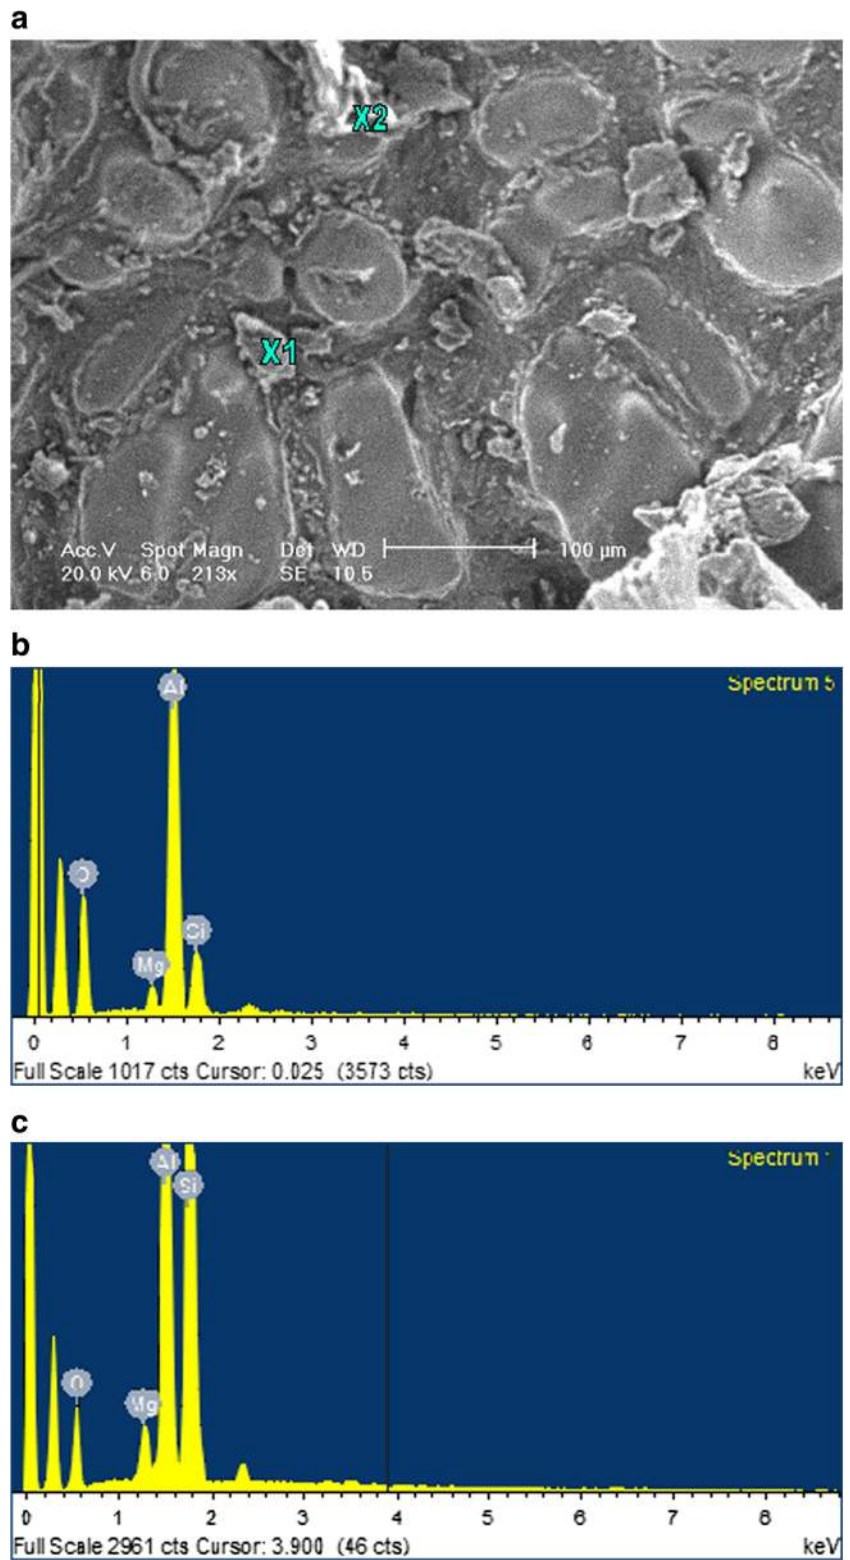 a
X2
X1
Acc.V Spot Magn Det WD 100 µm
20.0 kV 6.0 213x SE 10.5
b
Spectrum 5
Al
O
Si
Mg
0 1 2 3 4 5 6 7 8
Full Scale 1017 cts Cursor: 0.025 (3573 cts) keV
c
Spectrum 1
Al
Si
O
Mg
0 1 2 3 4 5 6 7 8
Full Scale 2961 cts Cursor: 3.900 (46 cts) keV